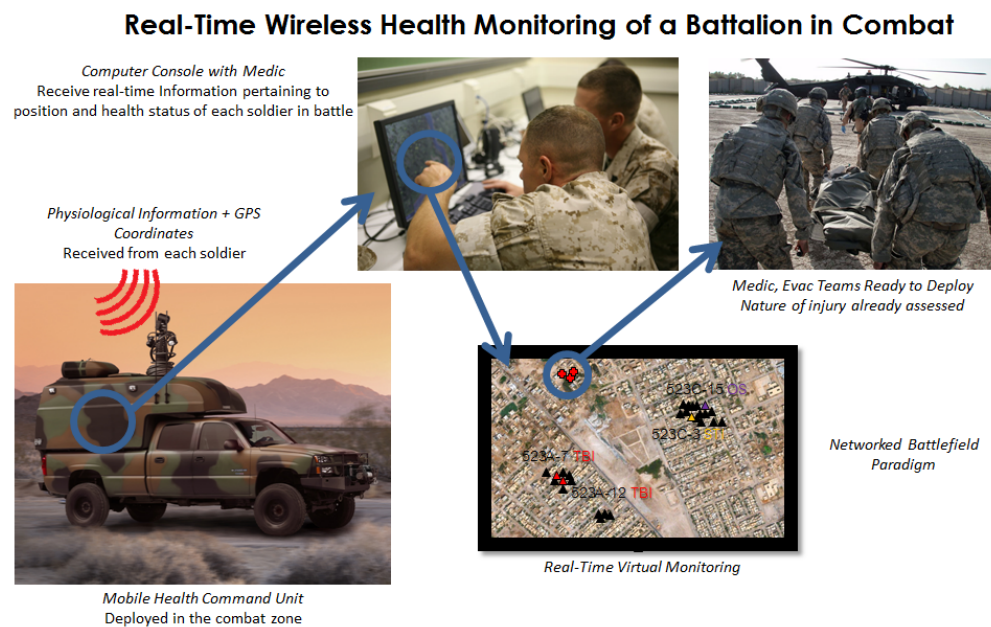 Real-Time Wireless Health Monitoring of a Battalion in Combat
Computer Console with Medic
Receive real-time Information pertaining to
position and health status of each soldier in battle
Physiological Information + GPS
Coordinates
Received from each soldier
Medic, Evac Teams Ready to Deploy
Nature of injury already assessed
523C-15 OS
523C-3
523A-7 TBI
523A-12 TBI
Networked Battlefield
Paradigm
Real-Time Virtual Monitoring
Mobile Health Command Unit
Deployed in the combat zone